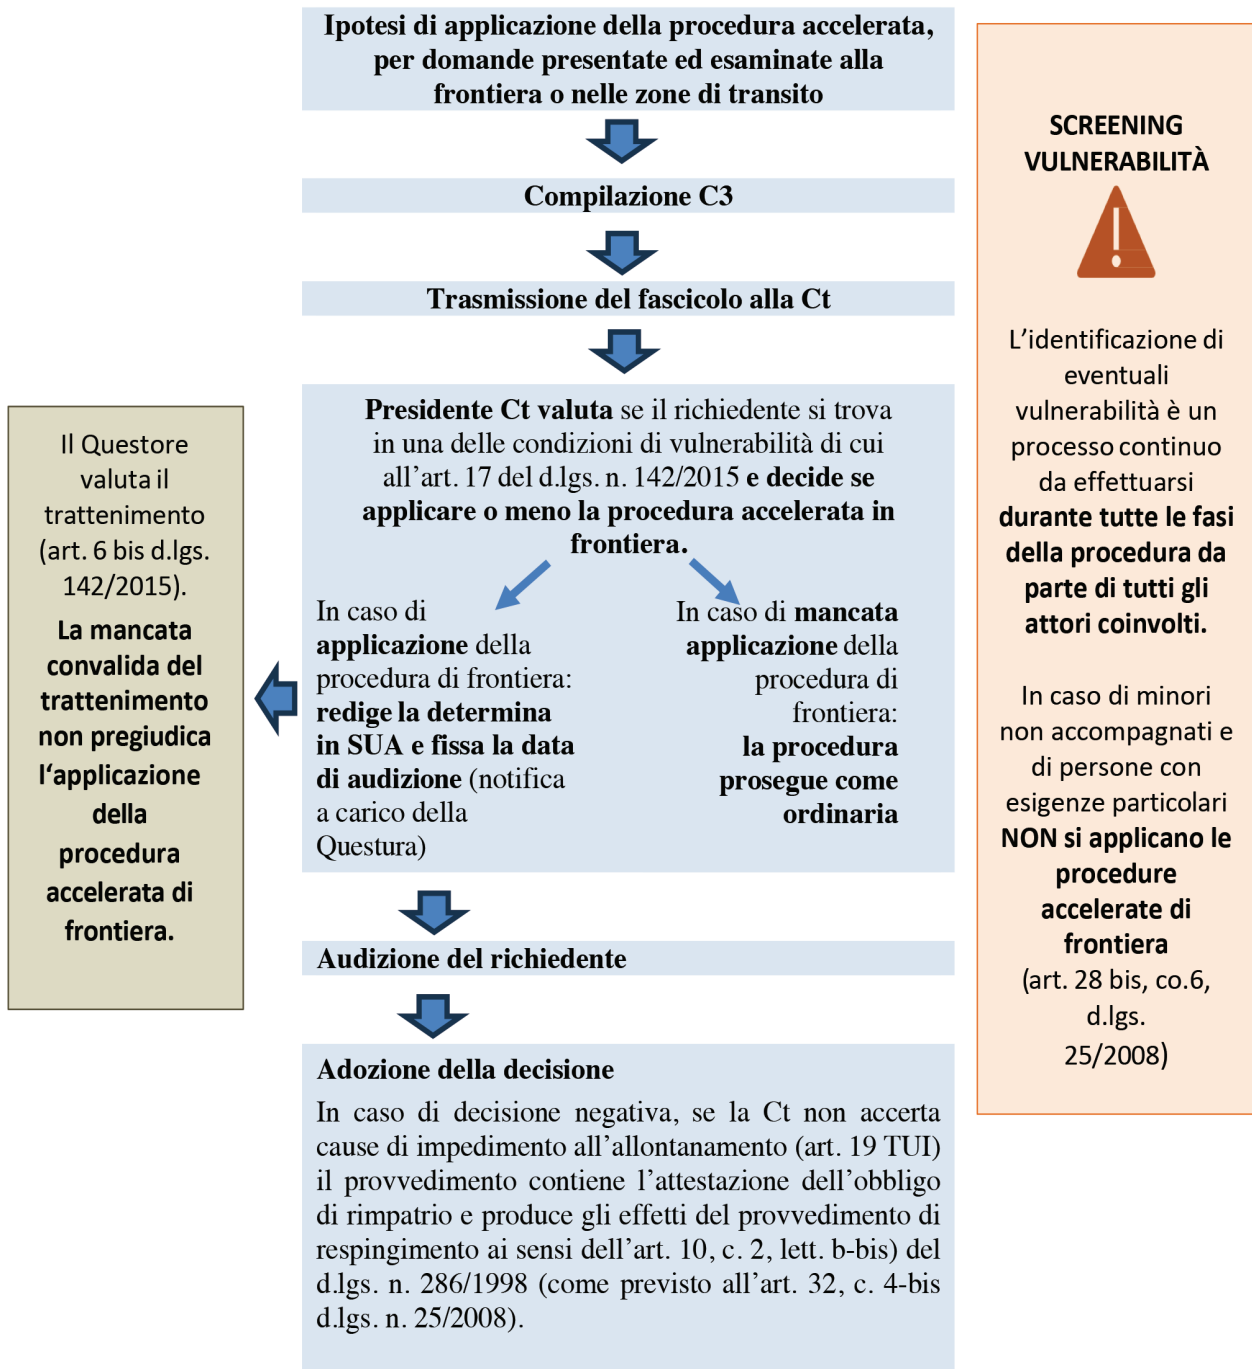 Ipotesi di applicazione della procedura accelerata,
per domande presentate ed esaminate alla
frontiera o nelle zone di transito
Compilazione C3
Trasmissione del fascicolo alla Ct
Presidente Ct valuta se il richiedente si trova
in una delle condizioni di vulnerabilità di cui
all'art. 17 del d.lgs. n. 142/2015 e decide se
applicare o meno la procedura accelerata in
frontiera.
In caso di
applicazione della
procedura di frontiera:
redige la determina
in SUA e fissa la data
di audizione (notifica
a carico della
Questura)
In caso di mancata
applicazione della
procedura di
frontiera:
la procedura
prosegue come
ordinaria
Il Questore
valuta il
trattenimento
(art. 6 bis d.lgs.
142/2015).
La mancata
convalida del
trattenimento
non pregiudica
l‘applicazione
della
procedura
accelerata di
frontiera.
Audizione del richiedente
Adozione della decisione
In caso di decisione negativa, se la Ct non accerta
cause di impedimento all’allontanamento (art. 19 TUI)
il provvedimento contiene l’attestazione dell’obbligo
di rimpatrio e produce gli effetti del provvedimento di
respingimento ai sensi dell’art. 10, c. 2, lett. b-bis) del
d.lgs. n. 286/1998 (come previsto all’art. 32, c. 4-bis
d.lgs. n. 25/2008).
SCREENING
VULNERABILITÀ
L’identificazione di
eventuali
vulnerabilità è un
processo continuo
da effettuarsi
durante tutte le fasi
della procedura da
parte di tutti gli
attori coinvolti.
In caso di minori
non accompagnati e
di persone con
esigenze particolari
NON si applicano le
procedure
accelerate di
frontiera
(art. 28 bis, co.6,
d.lgs.
25/2008)